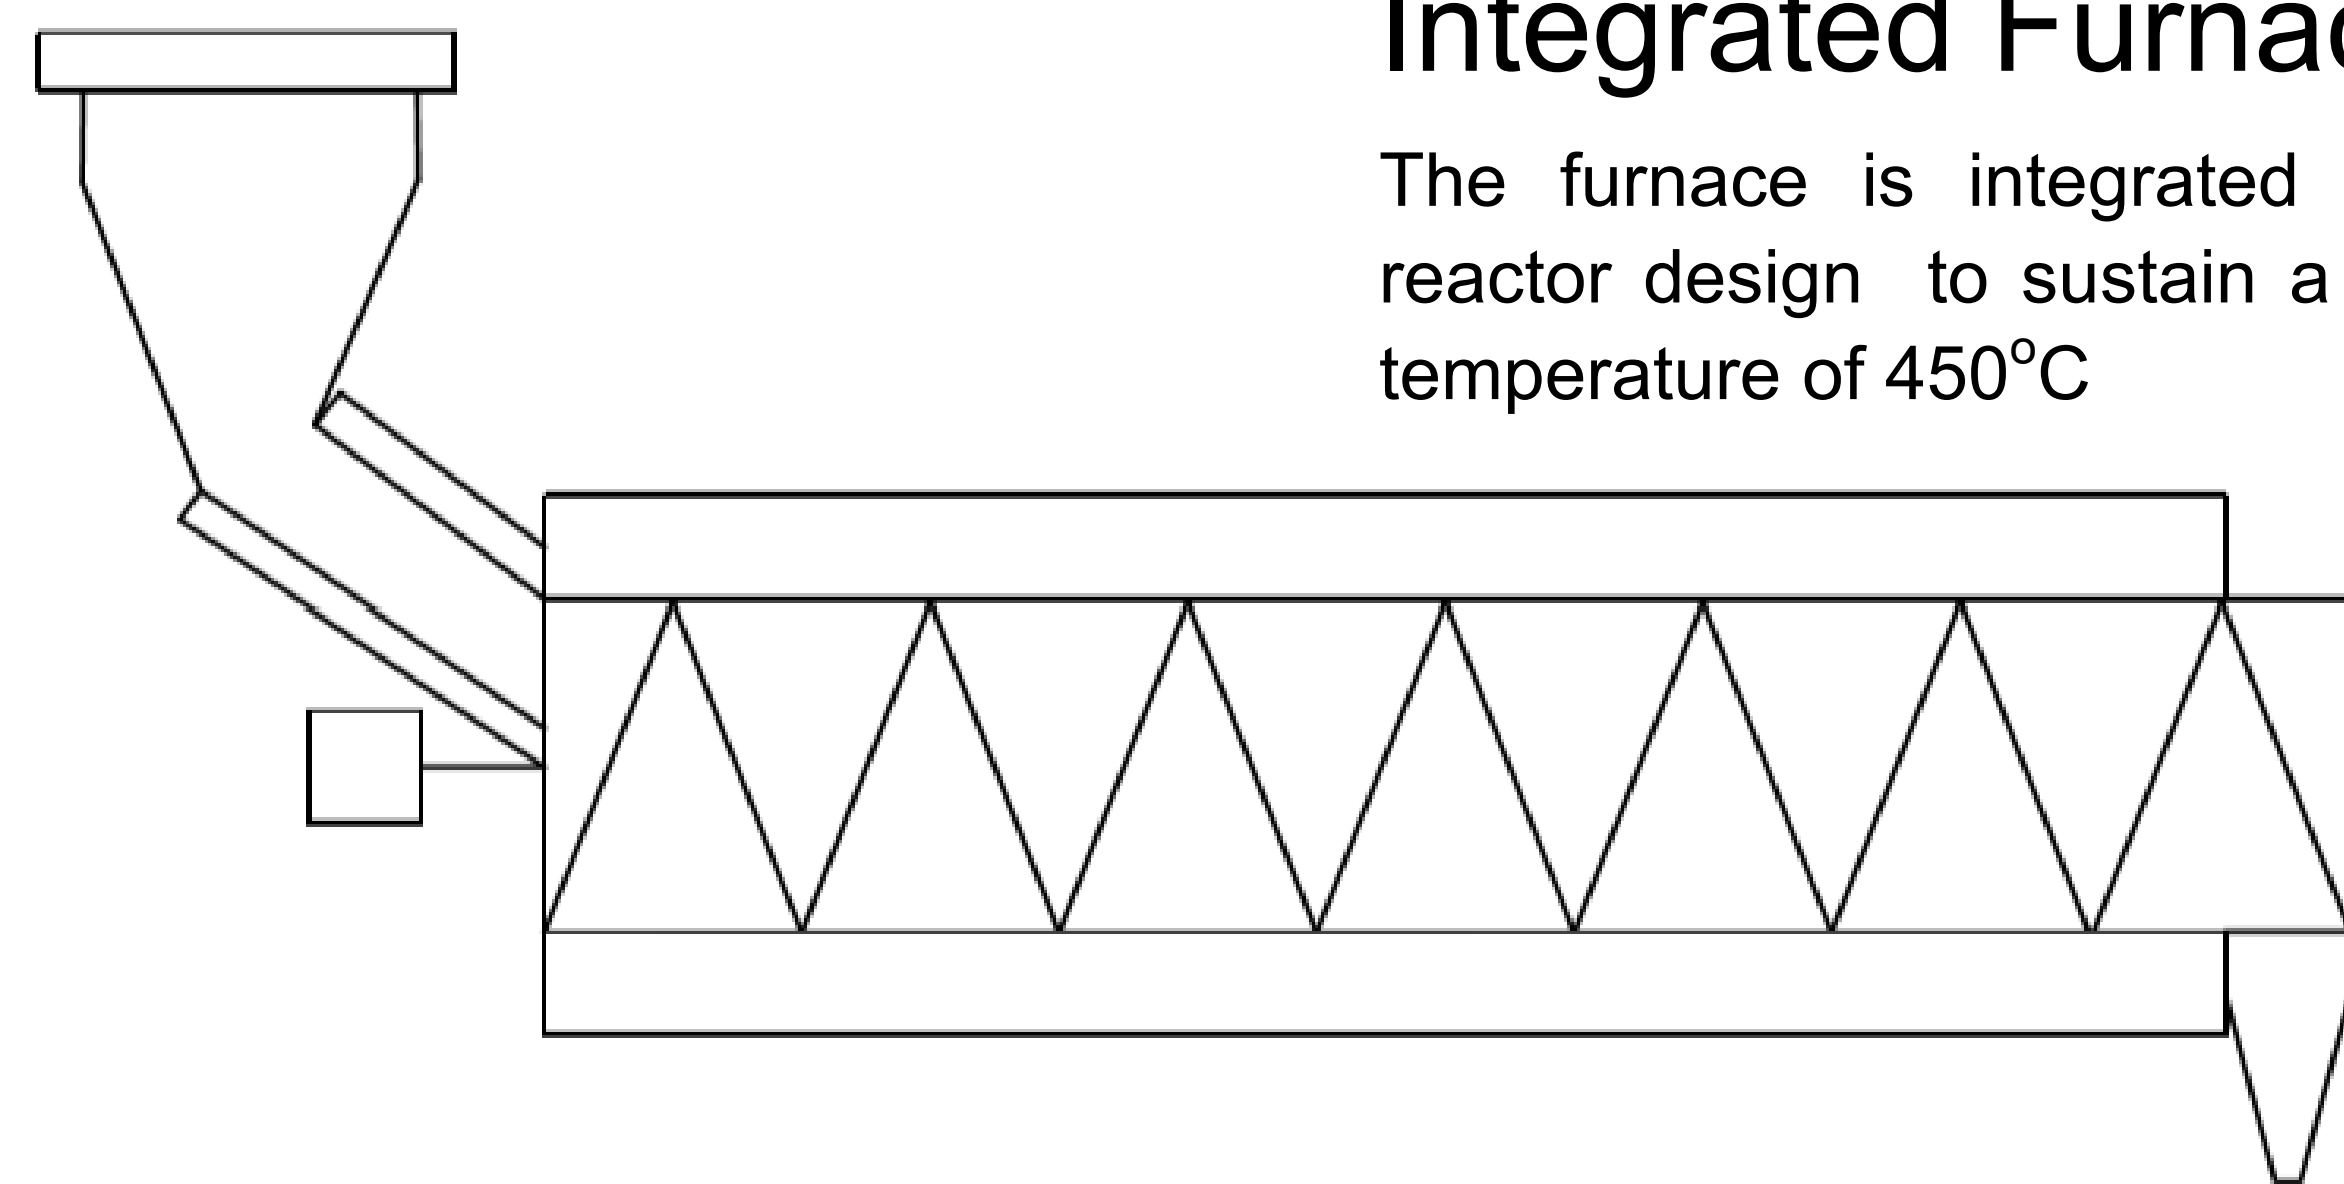 Integrated Furnac
The furnace is integrated
reactor design to sustain a
temperature of 450°C